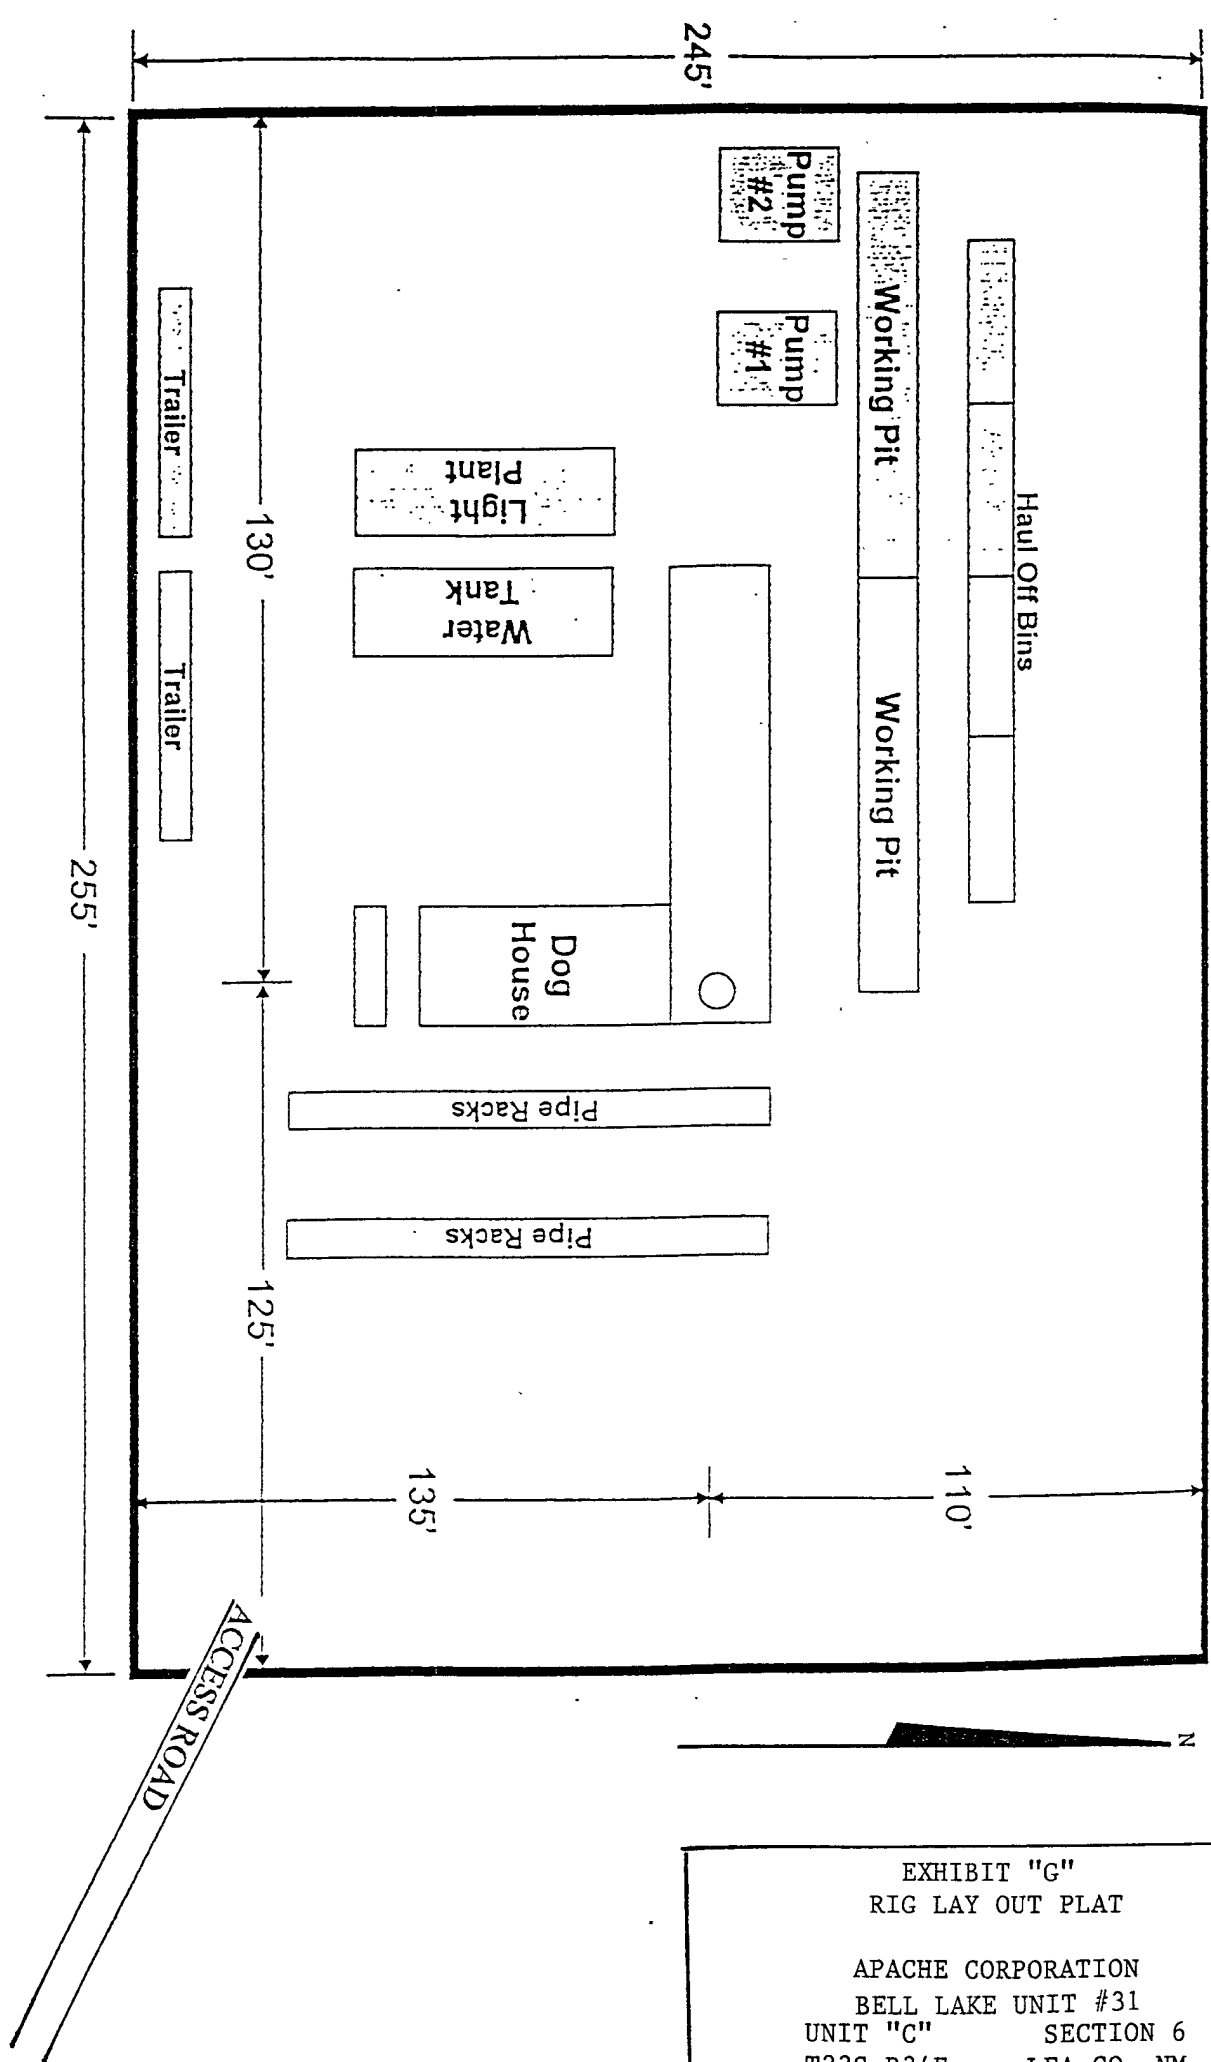 245'
Pump
#2
Pump
#1
Working Pit
Working Pit
Haul Off Bins
Trailer
Trailer
130'
Light
Plant
Water
Tank
255'
Dog
House
Pipe Racks
Pipe Racks
125'
135'
110'
ACCESS ROAD
N
EXHIBIT "G"
RIG LAY OUT PLAT
APACHE CORPORATION
BELL LAKE UNIT #31
UNIT "C" SECTION 6